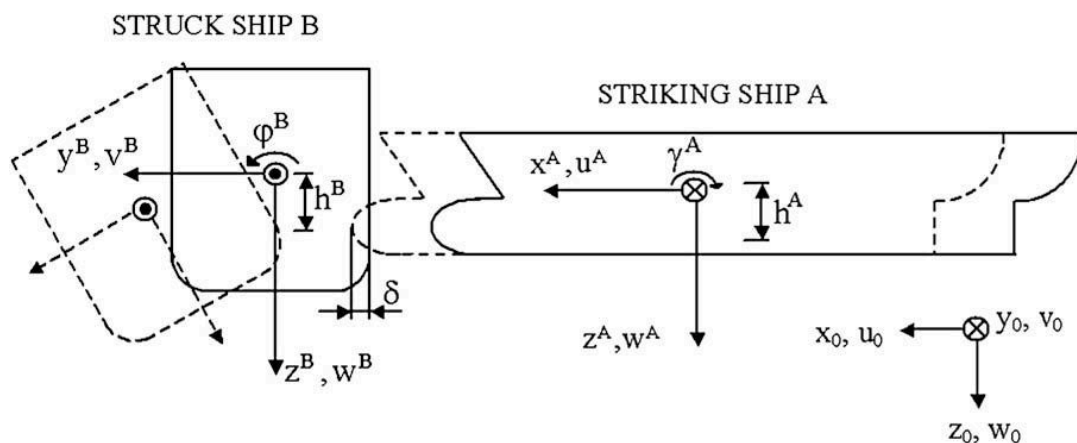 STRUCK SHIP B
STRIKING SHIP A
φᴮ
yᴮ, vᴮ
hᴮ
δ
zᴮ, wᴮ
xᴬ, uᴬ
γᴬ
hᴬ
zᴬ, wᴬ
x₀, u₀
y₀, v₀
z₀, w₀